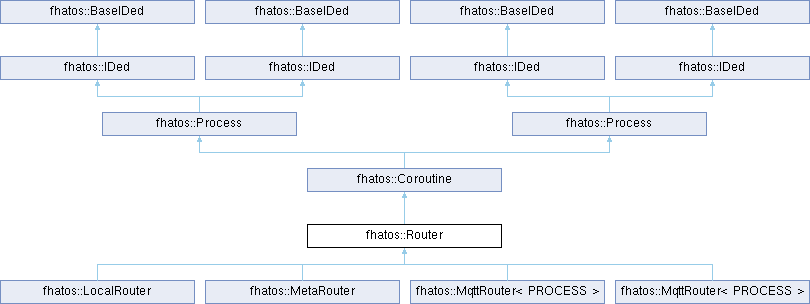 fhatos::BaseIDed
fhatos::BaseIDed
fhatos::BaseIDed
fhatos::BaseIDed
fhatos::IDed
fhatos::IDed
fhatos::IDed
fhatos::IDed
fhatos::Process
fhatos::Process
fhatos::Coroutine
fhatos::Router
fhatos::LocalRouter
fhatos::MetaRouter
fhatos::MqttRouter< PROCESS >
fhatos::MqttRouter< PROCESS >